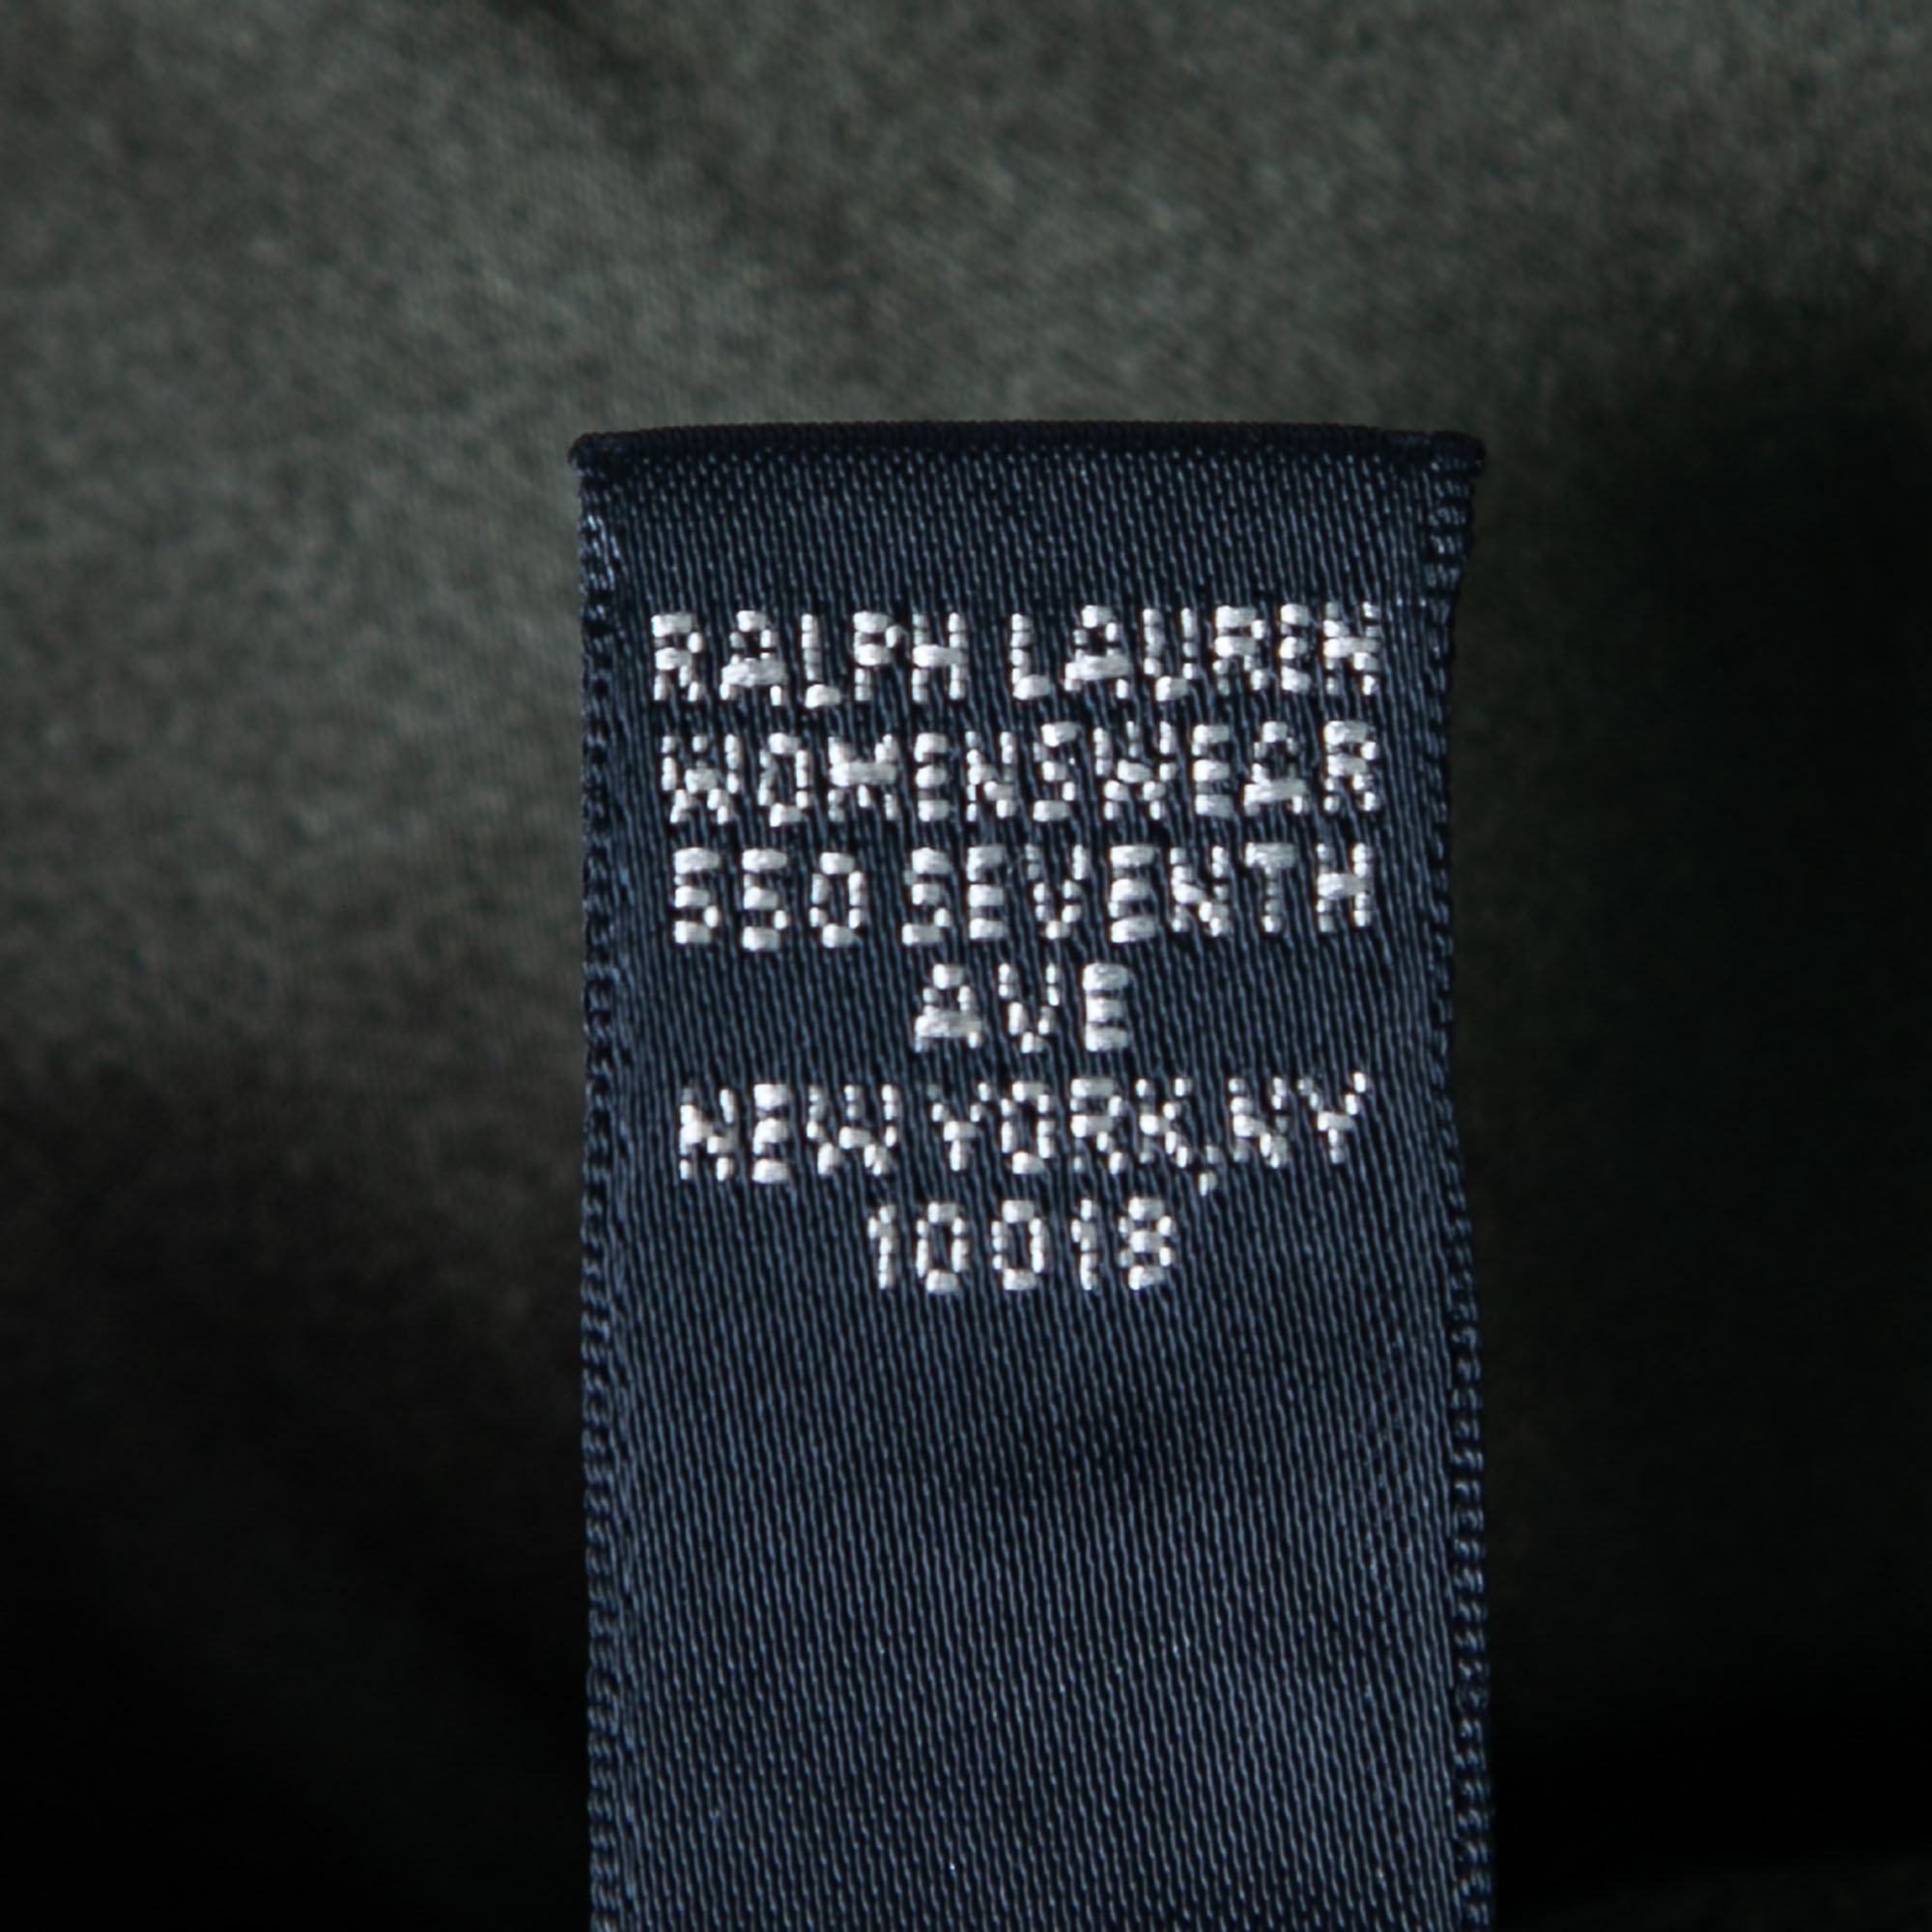 RALPH LAUREN
WOMENSWEAR
550 SEVENTH
AVE
NEW YORK,NY
10018